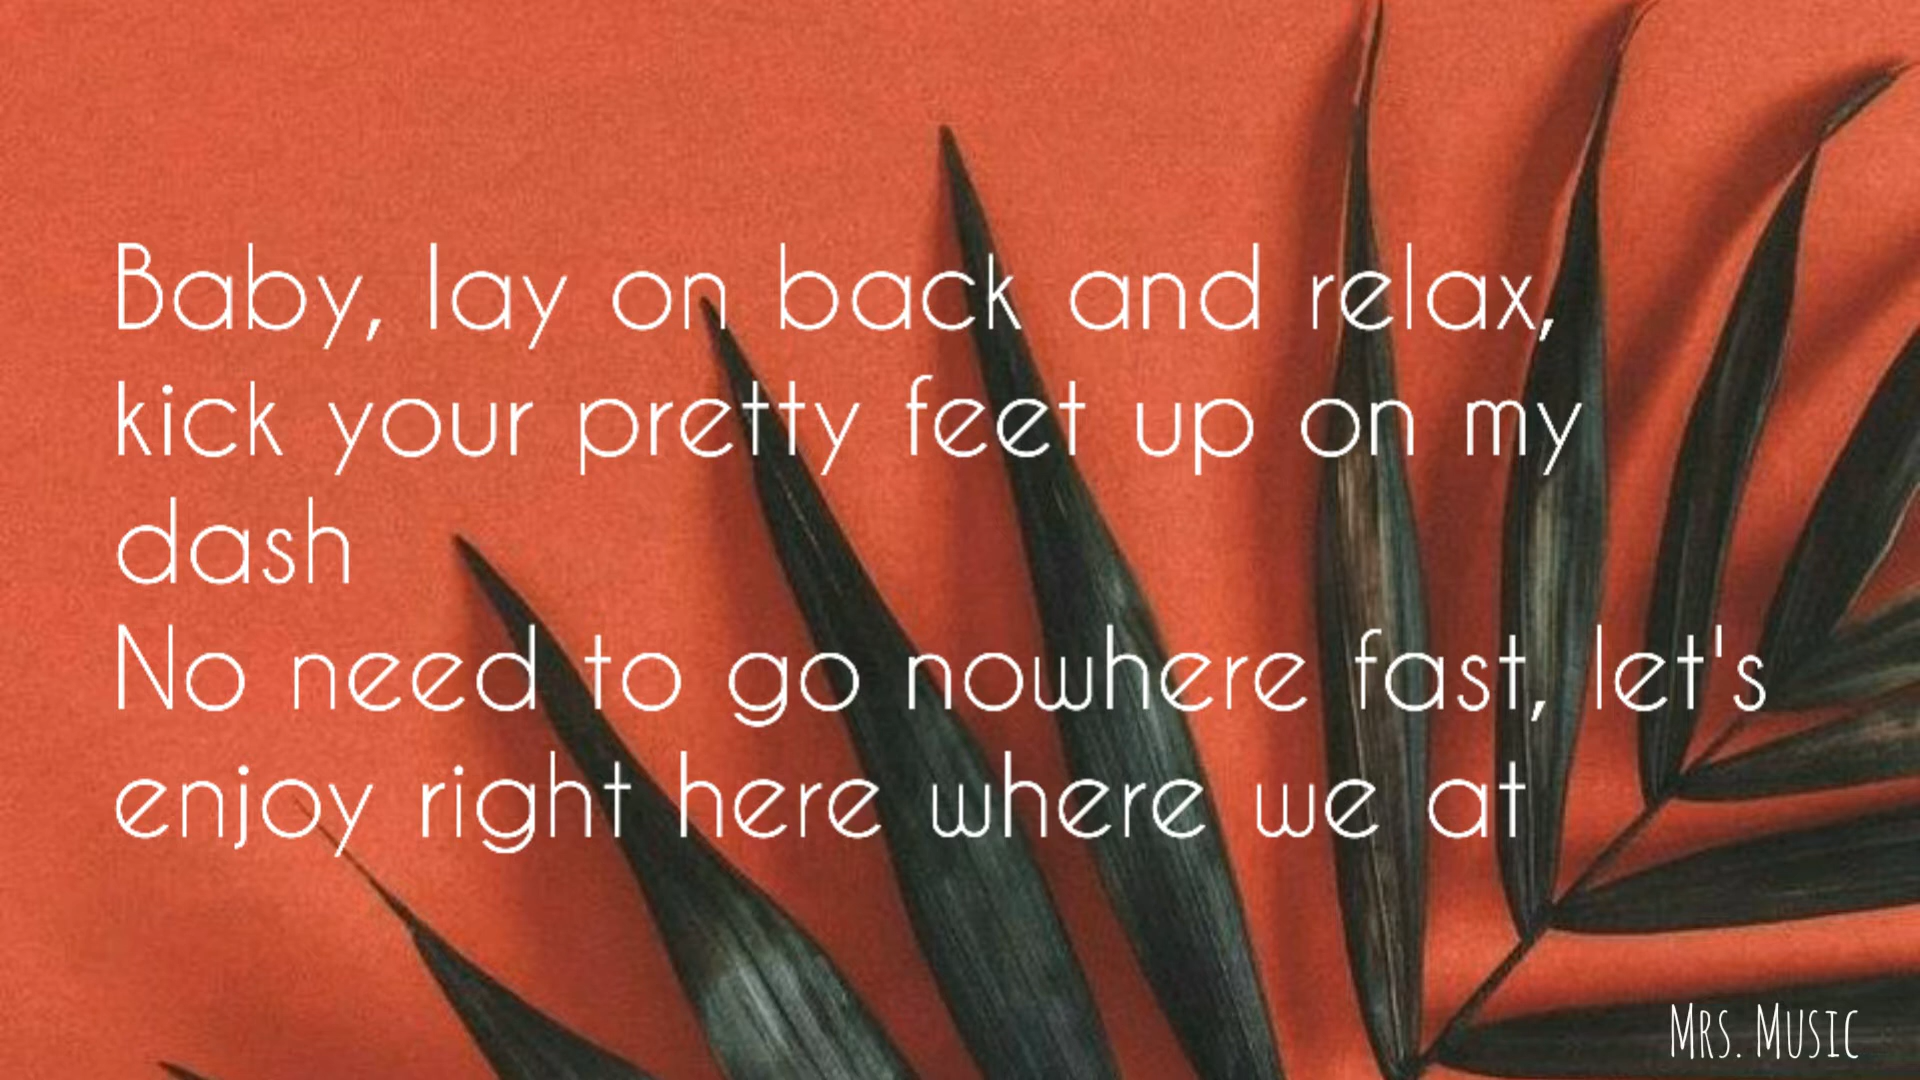 Baby, lay on back and relax,
kick your pretty feet up on my
dash
No need to go nowhere fast, let's
enjoy right here where we at
Mrs. Music